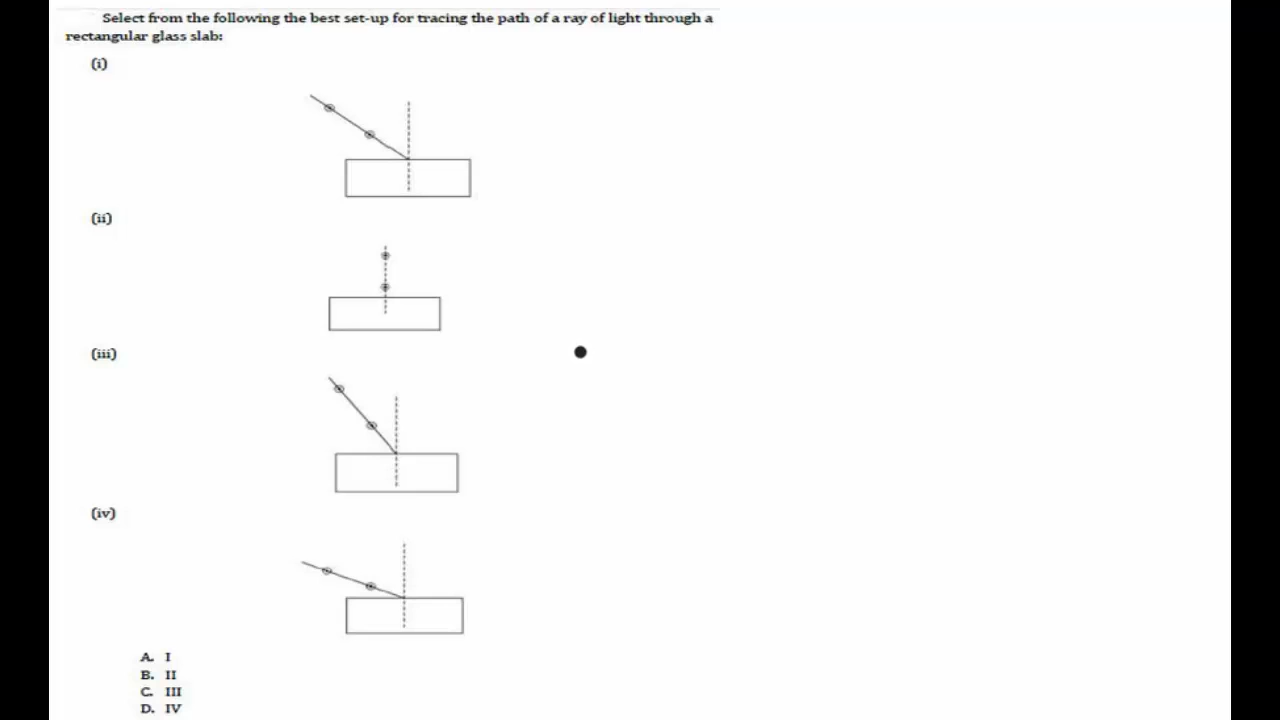 Select from the following the best set-up for tracing the path of a ray of light through a
rectangular glass slab:
(i)
(ii)
(iii)
(iv)
A. I
B. II
C. III
D. IV